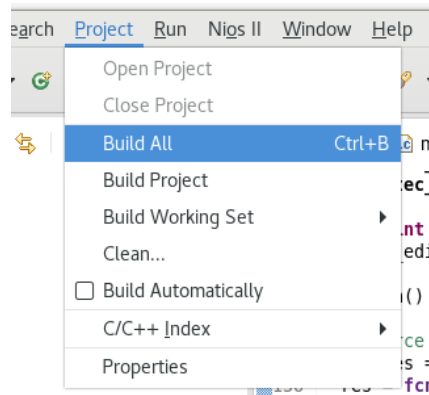 earch Project Run Nios II Window Help
Open Project
Close Project
Build All Ctrl+B
Build Project
Build Working Set
Clean...
Build Automatically
C/C++ Index
Properties